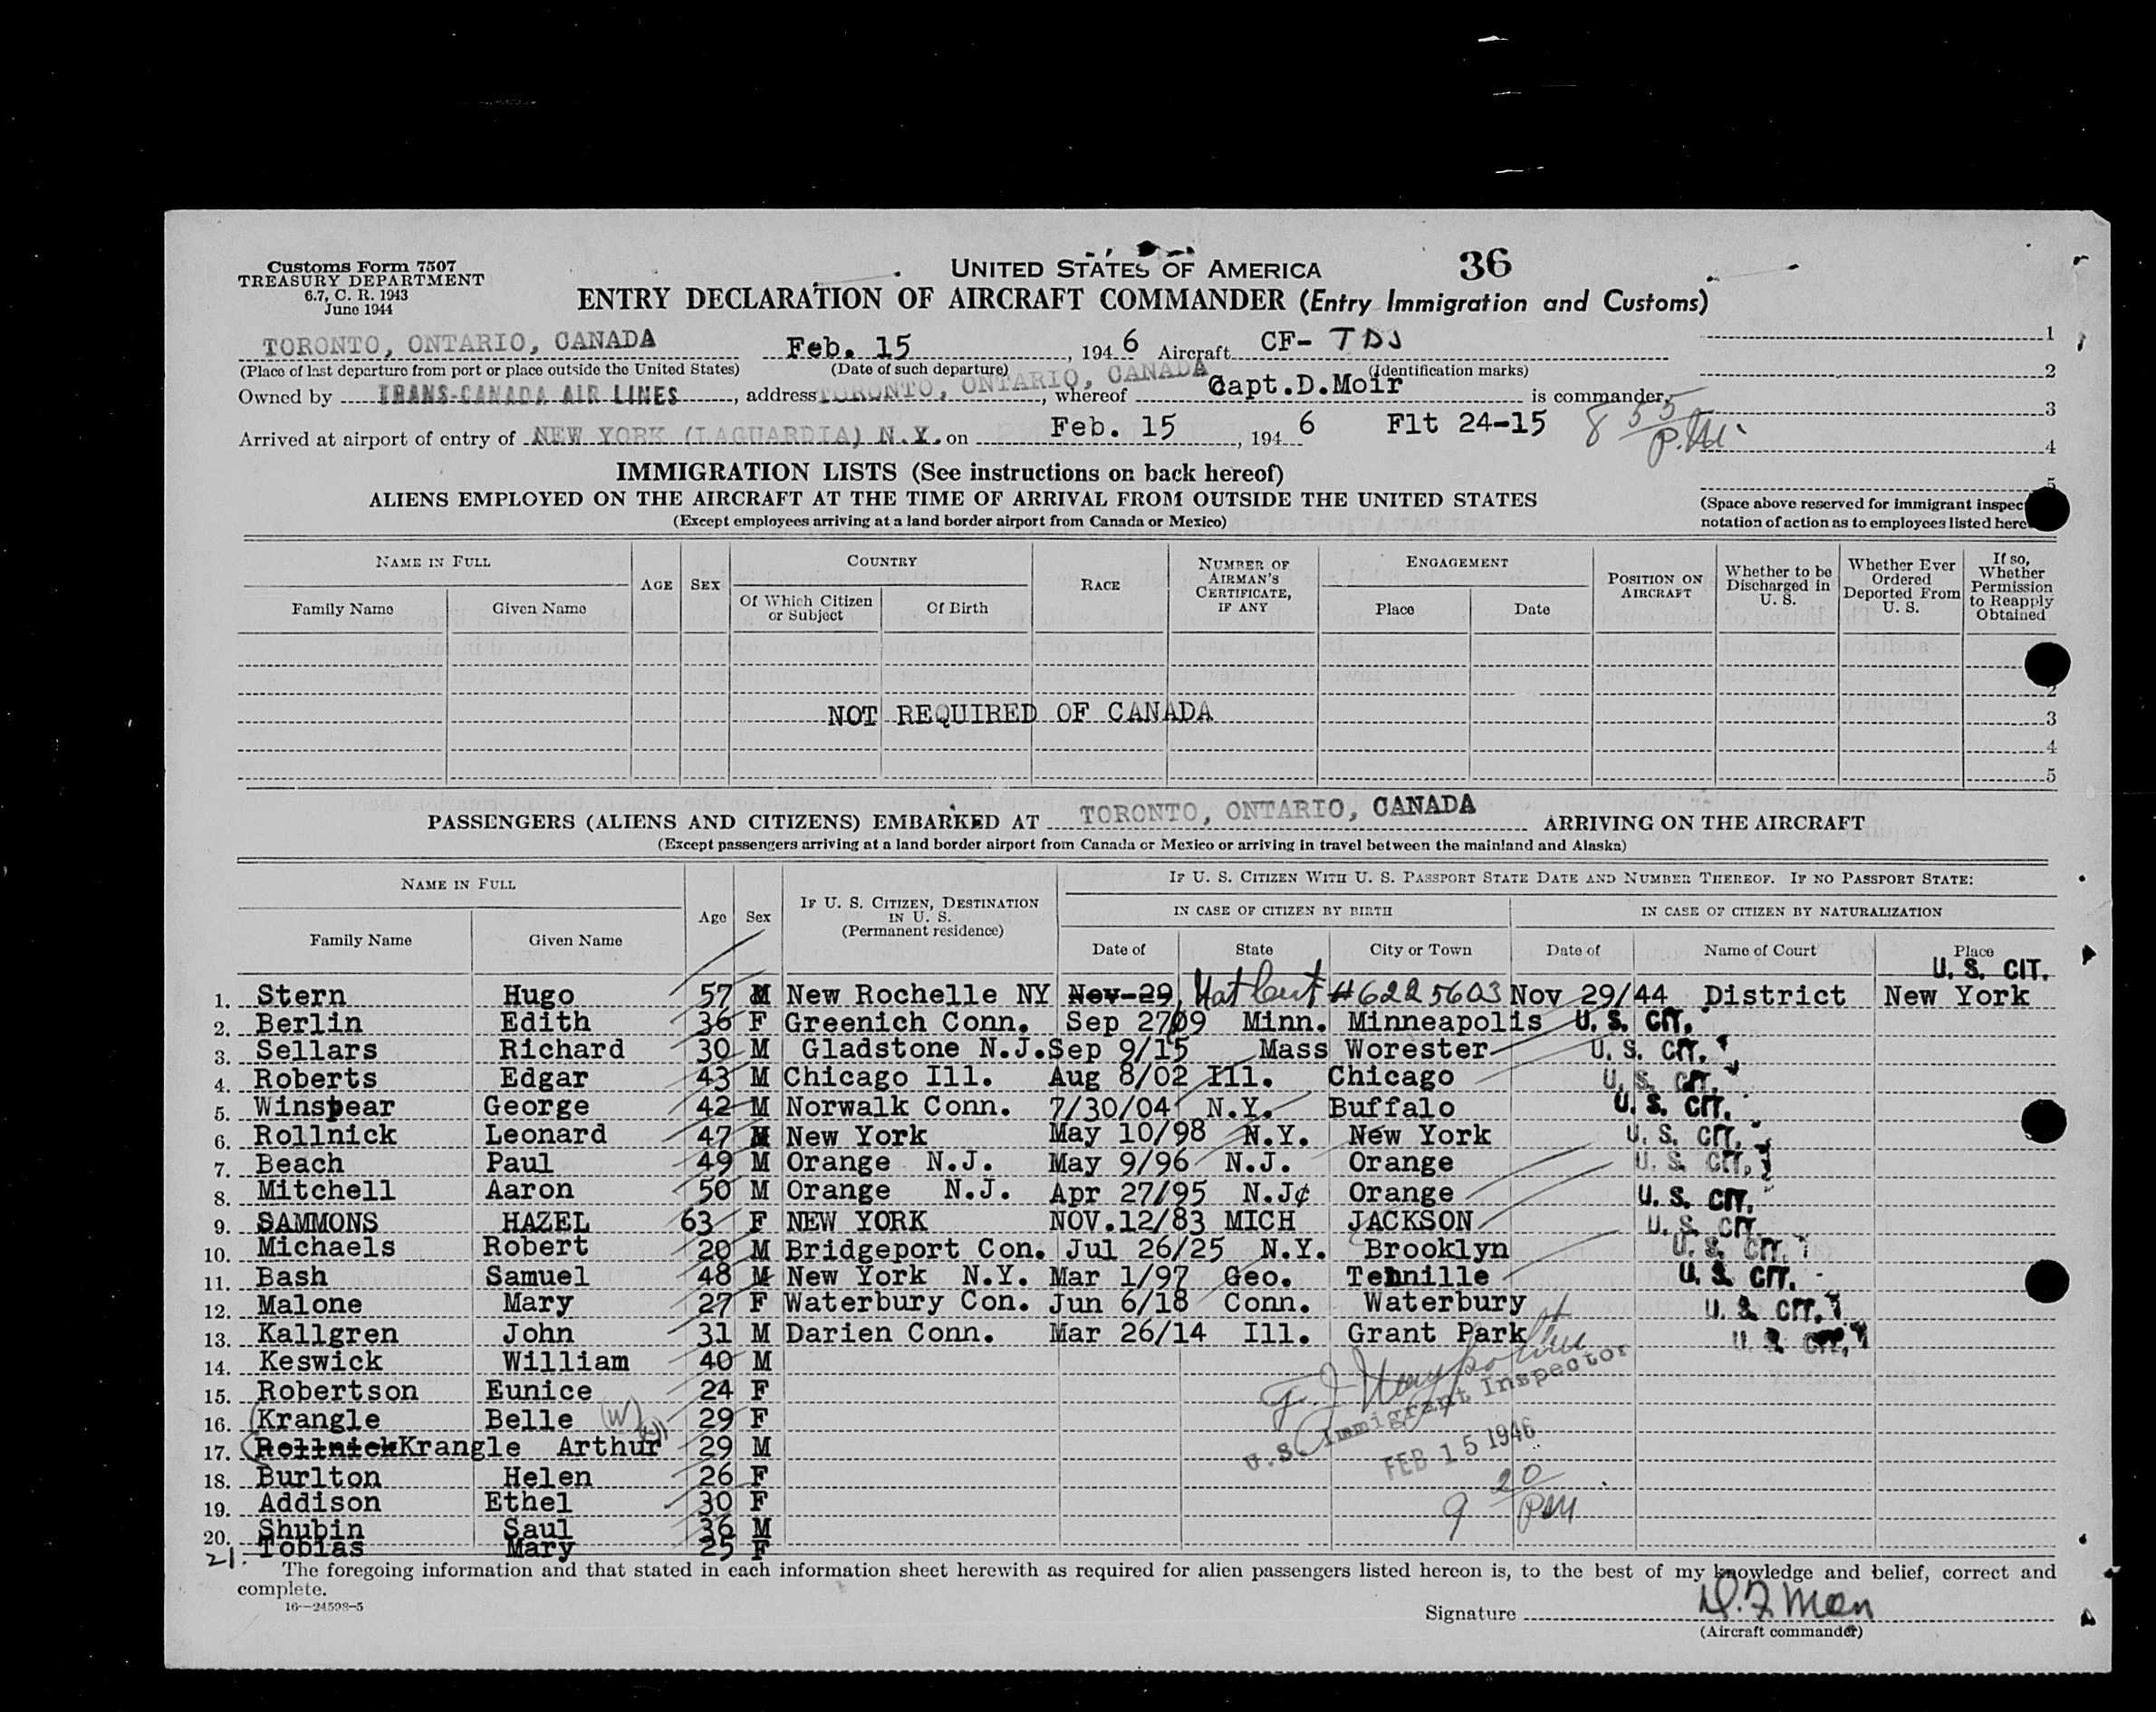 Customs Form 7507
TREASURY DEPARTMENT
6.7, C. R. 1943
June 1944
UNITED STATES OF AMERICA 36
ENTRY DECLARATION OF AIRCRAFT COMMANDER (Entry Immigration and Customs)
TORONTO, ONTARIO, CANADA Feb. 15, 1946 Aircraft CF- TDJ 1
(Place of last departure from port or place outside the United States) (Date of such departure) (Identification marks) 2
Owned by TRANS-CANADA AIR LINES, address TORONTO, ONTARIO, CANADA, whereof Capt.D.Moir is commander, 3
Arrived at airport of entry of NEW YORK (LAGUARDIA) N.Y. on Feb. 15, 1946 Flt 24-15 8 55 P.M. 4
IMMIGRATION LISTS (See instructions on back hereof) 5
ALIENS EMPLOYED ON THE AIRCRAFT AT THE TIME OF ARRIVAL FROM OUTSIDE THE UNITED STATES
(Except employees arriving at a land border airport from Canada or Mexico)
(Space above reserved for immigrant inspec
notation of action as to employees listed here
NAME IN FULL
Family Name Given Name
AGE SEX
COUNTRY
Of Which Citizen or Subject Of Birth
RACE
NUMBER OF AIRMAN'S CERTIFICATE, IF ANY
ENGAGEMENT
Place Date
POSITION ON AIRCRAFT
Whether to be Discharged in U. S.
Whether Ever Ordered Deported From U. S.
If so, Whether Permission to Reapply Obtained
2
NOT REQUIRED OF CANADA 3
4
5
PASSENGERS (ALIENS AND CITIZENS) EMBARKED AT TORONTO, ONTARIO, CANADA ARRIVING ON THE AIRCRAFT
(Except passengers arriving at a land border airport from Canada or Mexico or arriving in travel between the mainland and Alaska)
NAME IN FULL
Family Name Given Name
Age Sex
IF U. S. CITIZEN, DESTINATION IN U. S.
(Permanent residence)
IF U. S. CITIZEN WITH U. S. PASSPORT STATE DATE AND NUMBER THEREOF. IF NO PASSPORT STATE:
IN CASE OF CITIZEN BY BIRTH IN CASE OF CITIZEN BY NATURALIZATION
Date of State City or Town Date of Name of Court Place
U. S. CIT.
1. Stern Hugo 57 M New Rochelle NY Nov-29, Nat Cert #6225603 Nov 29/44 District New York
2. Berlin Edith 36 F Greenich Conn. Sep 27/09 Minn. Minneapolis U. S. CIT.
3. Sellars Richard 30 M Gladstone N.J. Sep 9/15 Mass Worester U. S. CIT.
4. Roberts Edgar 43 M Chicago Ill. Aug 8/02 Ill. Chicago U. S. CIT.
5. Winspear George 42 M Norwalk Conn. 7/30/04 N.Y. Buffalo U. S. CIT.
6. Rollnick Leonard 47 M New York May 10/98 N.Y. New York U. S. CIT.
7. Beach Paul 49 M Orange N.J. May 9/96 N.J. Orange U. S. CIT.
8. Mitchell Aaron 50 M Orange N.J. Apr 27/95 N.J¢ Orange U. S. CIT.
9. SAMMONS HAZEL 63 F NEW YORK NOV.12/83 MICH JACKSON U. S. CIT.
10. Michaels Robert 20 M Bridgeport Con. Jul 26/25 N.Y. Brooklyn U. S. CIT.
11. Bash Samuel 48 M New York N.Y. Mar 1/97 Geo. Tennille U. S. CIT.
12. Malone Mary 27 F Waterbury Con. Jun 6/18 Conn. Waterbury U. S. CIT.
13. Kallgren John 31 M Darien Conn. Mar 26/14 Ill. Grant Park U. S. CIT.
14. Keswick William 40 M
15. Robertson Eunice 24 F
16. Krangle Belle (W) 29 F
17. Rollnick Krangle Arthur 29 M
U.S. Immigrant Inspector
FEB 15 1946
18. Burlton Helen 26 F
19. Addison Ethel 30 F
9 20 PM
20. Shubin Saul 36 M
21. Tobias Mary 25 F
The foregoing information and that stated in each information sheet herewith as required for alien passengers listed hereon is, to the best of my knowledge and belief, correct and
complete.
16—24598-5
Signature
(Aircraft commander)